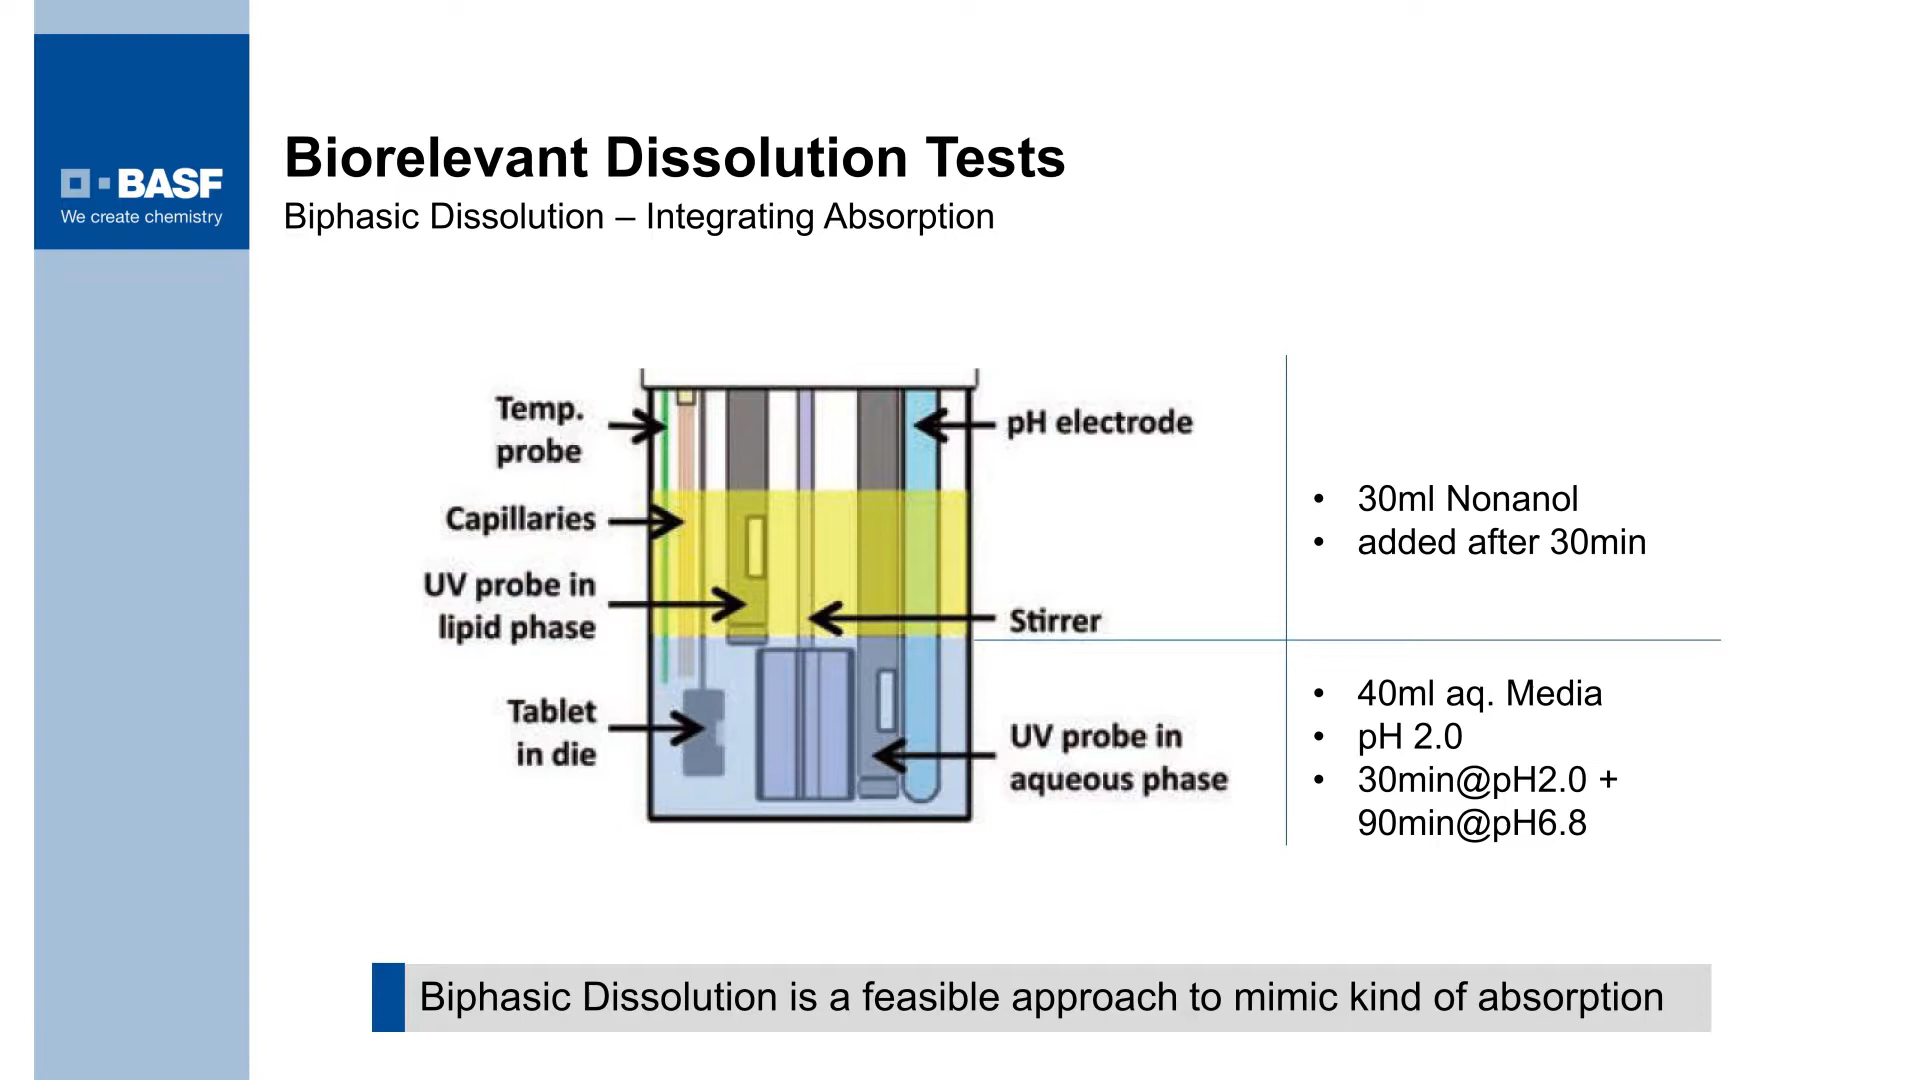 BASF
We create chemistry
Biorelevant Dissolution Tests
Biphasic Dissolution – Integrating Absorption
Temp.
probe
Capillaries
UV probe in
lipid phase
Tablet
in die
pH electrode
Stirrer
UV probe in
aqueous phase
• 30ml Nonanol
• added after 30min
• 40ml aq. Media
• pH 2.0
• 30min@pH2.0 +
90min@pH6.8
Biphasic Dissolution is a feasible approach to mimic kind of absorption